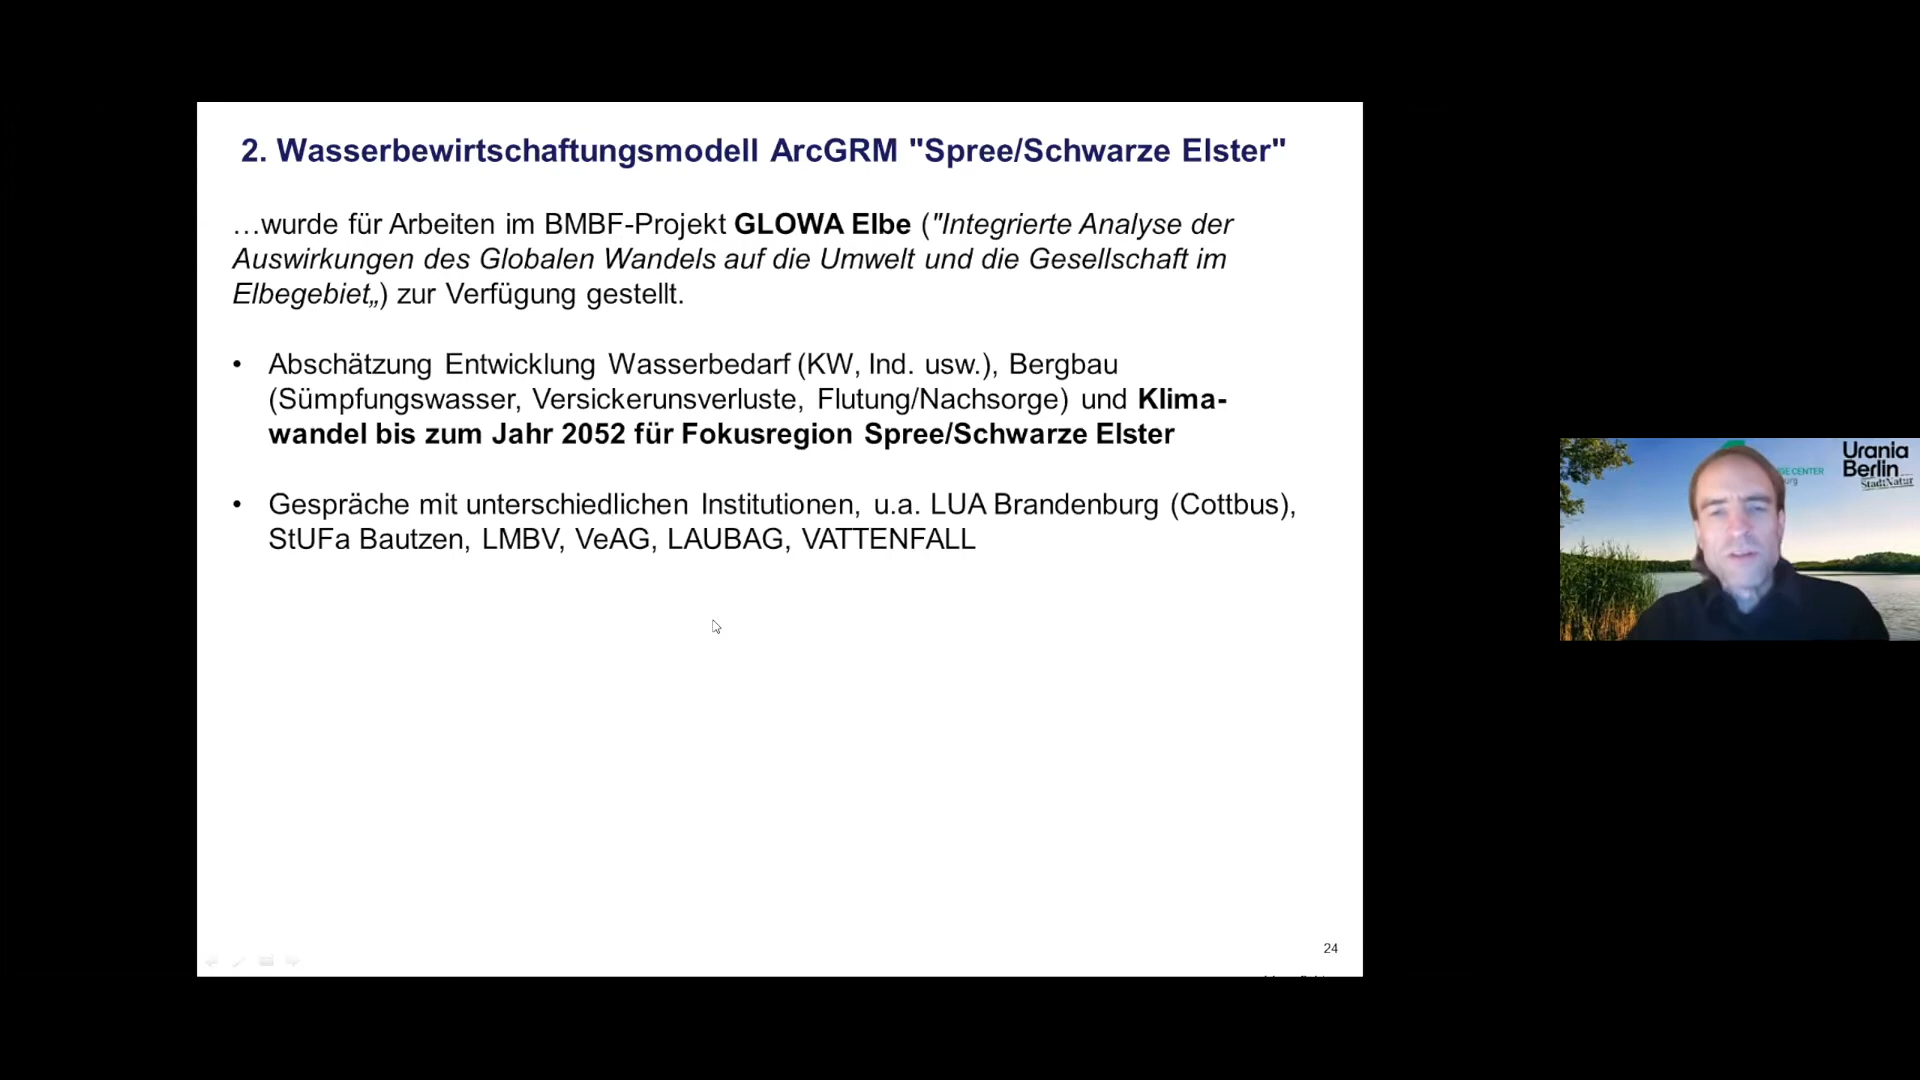 2. Wasserbewirtschaftungsmodell ArcGRM "Spree/Schwarze Elster"
…wurde für Arbeiten im BMBF-Projekt GLOWA Elbe ("Integrierte Analyse der
Auswirkungen des Globalen Wandels auf die Umwelt und die Gesellschaft im
Elbegebiet„) zur Verfügung gestellt.
• Abschätzung Entwicklung Wasserbedarf (KW, Ind. usw.), Bergbau
(Sümpfungswasser, Versickerunsverluste, Flutung/Nachsorge) und Klima-
wandel bis zum Jahr 2052 für Fokusregion Spree/Schwarze Elster
• Gespräche mit unterschiedlichen Institutionen, u.a. LUA Brandenburg (Cottbus),
StUFa Bautzen, LMBV, VeAG, LAUBAG, VATTENFALL
24
Urania
Berlin
StadtNatur
CENTER